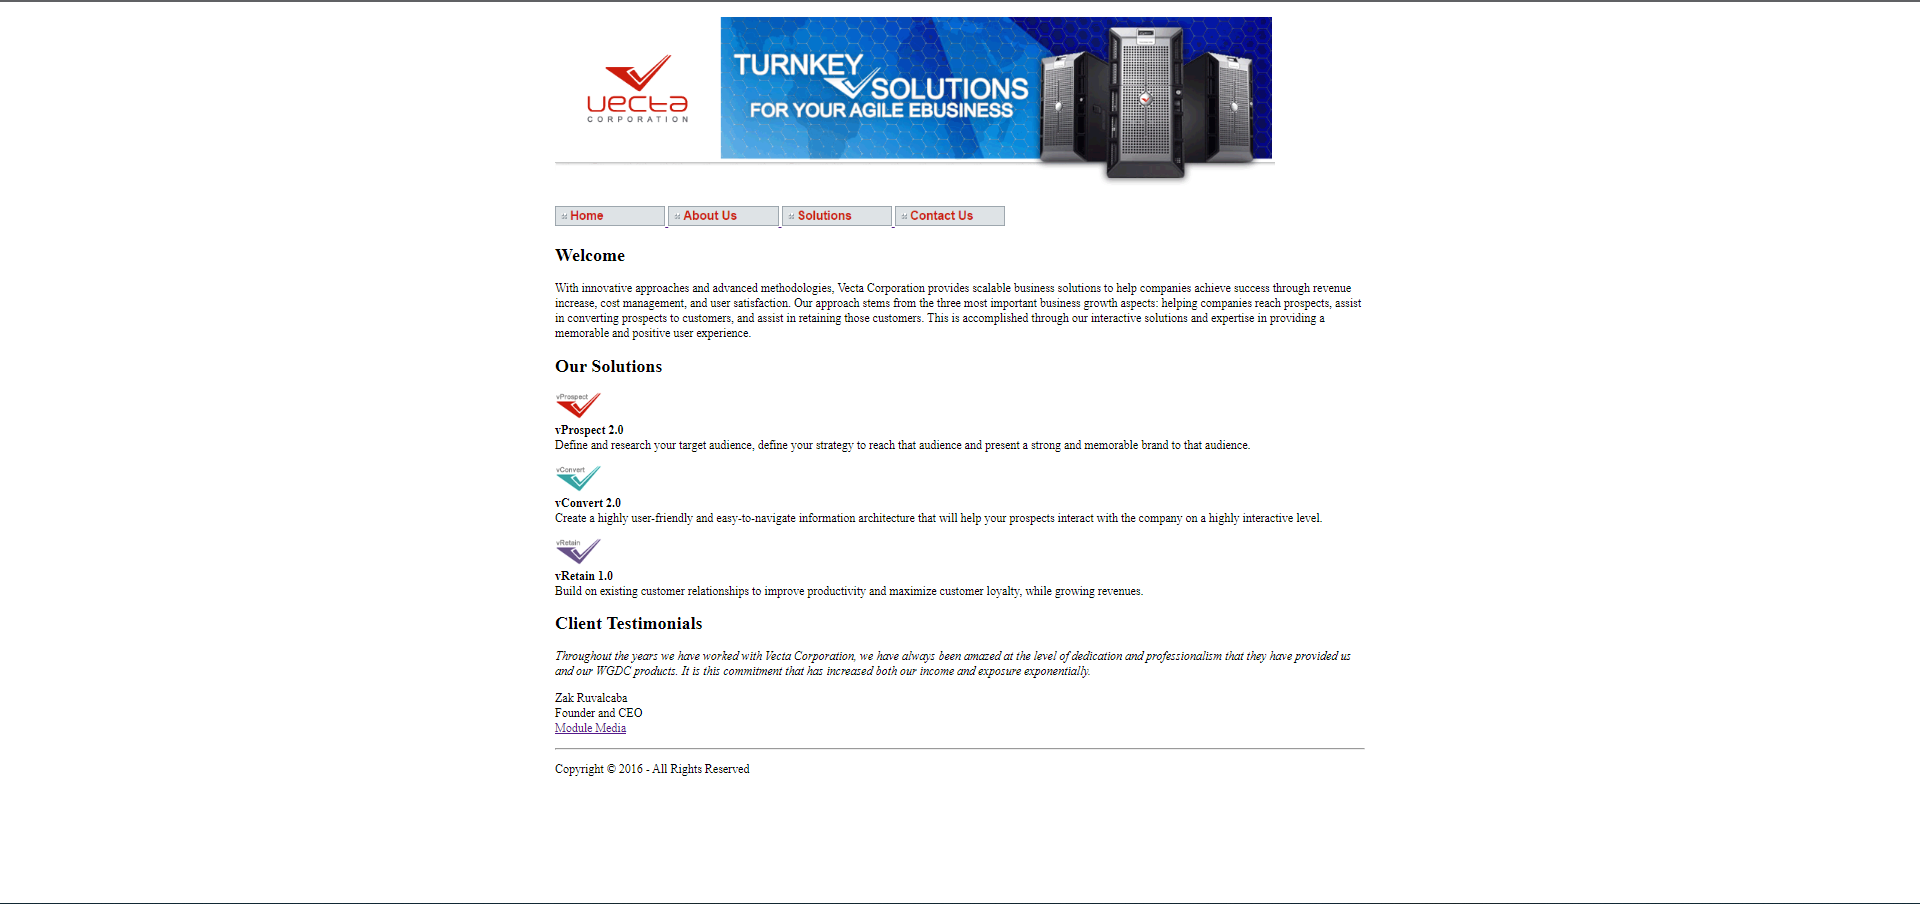 vecta
CORPORATION
TURNKEY
SOLUTIONS
FOR YOUR AGILE EBUSINESS
Home About Us Solutions Contact Us
Welcome
With innovative approaches and advanced methodologies, Vecta Corporation provides scalable business solutions to help companies achieve success through revenue
increase, cost management, and user satisfaction. Our approach stems from the three most important business growth aspects: helping companies reach prospects, assist
in converting prospects to customers, and assist in retaining those customers. This is accomplished through our interactive solutions and expertise in providing a
memorable and positive user experience.
Our Solutions
vProspect
vProspect 2.0
Define and research your target audience, define your strategy to reach that audience and present a strong and memorable brand to that audience.
vConvert
vConvert 2.0
Create a highly user-friendly and easy-to-navigate information architecture that will help your prospects interact with the company on a highly interactive level.
vRetain
vRetain 1.0
Build on existing customer relationships to improve productivity and maximize customer loyalty, while growing revenues.
Client Testimonials
Throughout the years we have worked with Vecta Corporation, we have always been amazed at the level of dedication and professionalism that they have provided us
and our WGDC products. It is this commitment that has increased both our income and exposure exponentially.
Zak Ruvalcaba
Founder and CEO
Module Media
Copyright © 2016 - All Rights Reserved